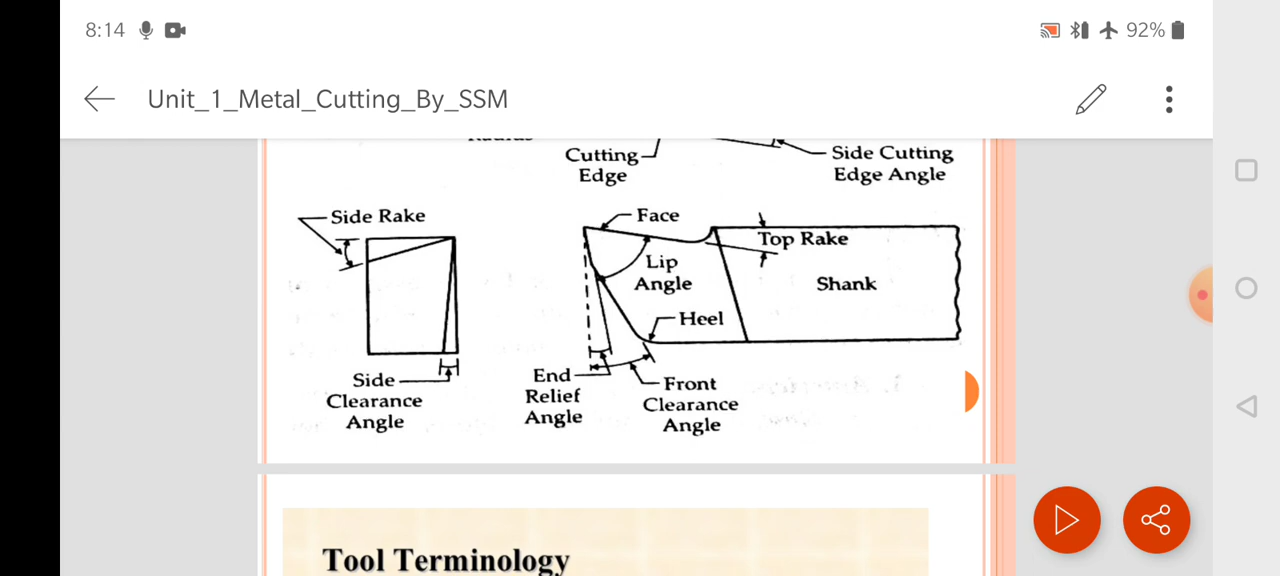 8:14
92%
Unit_1_Metal_Cutting_By_SSM
Cutting
Edge
Side Cutting
Edge Angle
Side Rake
Face
Top Rake
Lip
Angle
Shank
Heel
Side
Clearance
Angle
End
Relief
Angle
Front
Clearance
Angle
Tool Terminology